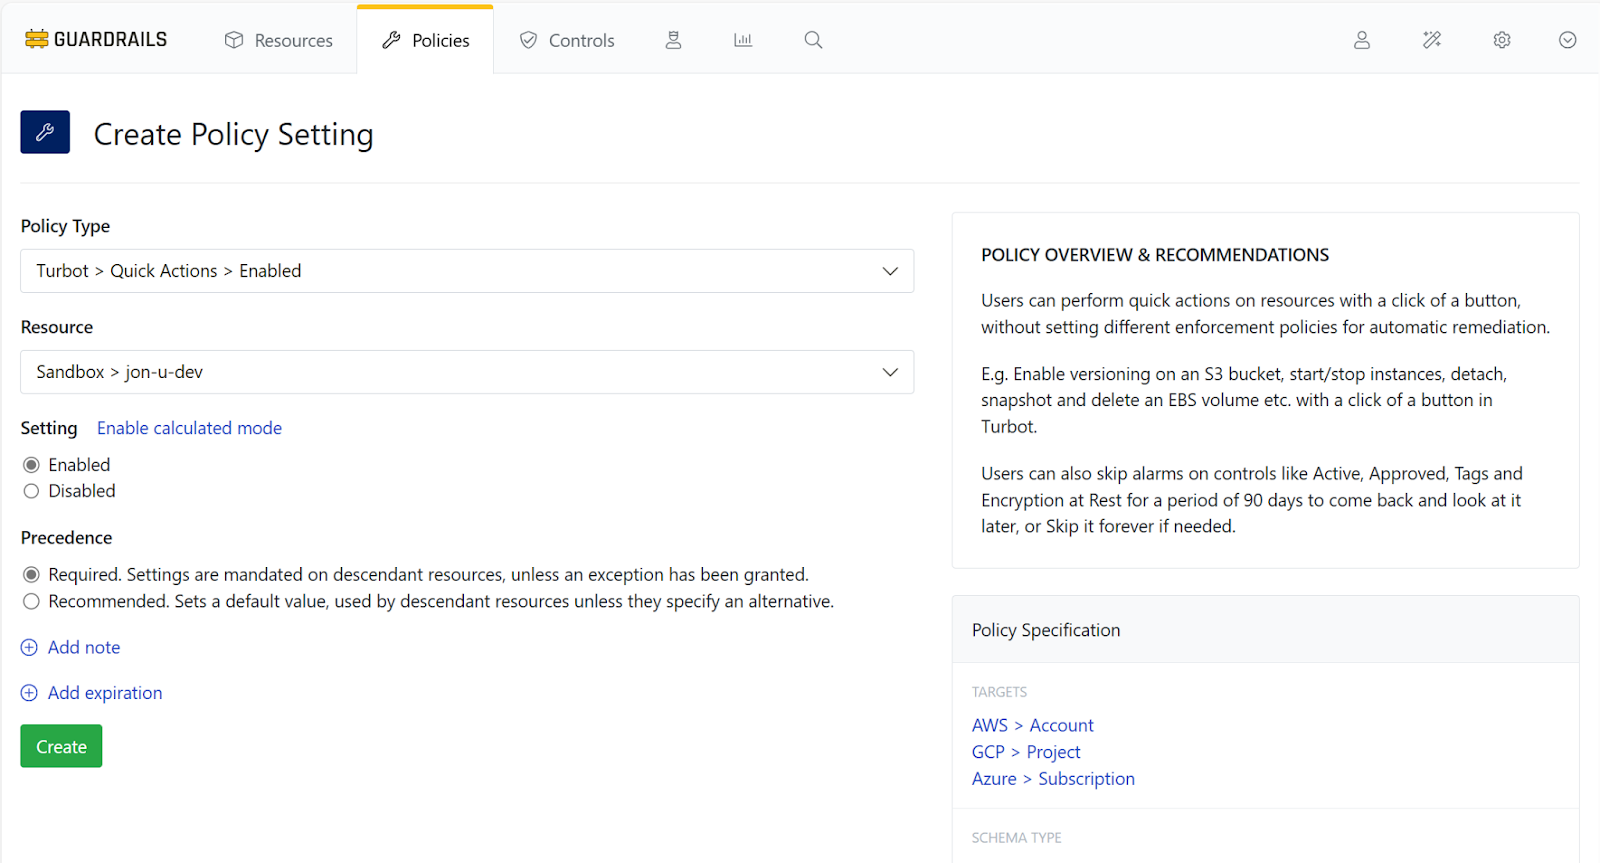 GUARDRAILS
Resources
Policies
Controls
Create Policy Setting
Policy Type
Turbot > Quick Actions > Enabled
Resource
Sandbox > jon-u-dev
Setting Enable calculated mode
Enabled
Disabled
Precedence
Required. Settings are mandated on descendant resources, unless an exception has been granted.
Recommended. Sets a default value, used by descendant resources unless they specify an alternative.
Add note
Add expiration
Create
POLICY OVERVIEW & RECOMMENDATIONS
Users can perform quick actions on resources with a click of a button,
without setting different enforcement policies for automatic remediation.
E.g. Enable versioning on an S3 bucket, start/stop instances, detach,
snapshot and delete an EBS volume etc. with a click of a button in
Turbot.
Users can also skip alarms on controls like Active, Approved, Tags and
Encryption at Rest for a period of 90 days to come back and look at it
later, or Skip it forever if needed.
Policy Specification
TARGETS
AWS > Account
GCP > Project
Azure > Subscription
SCHEMA TYPE